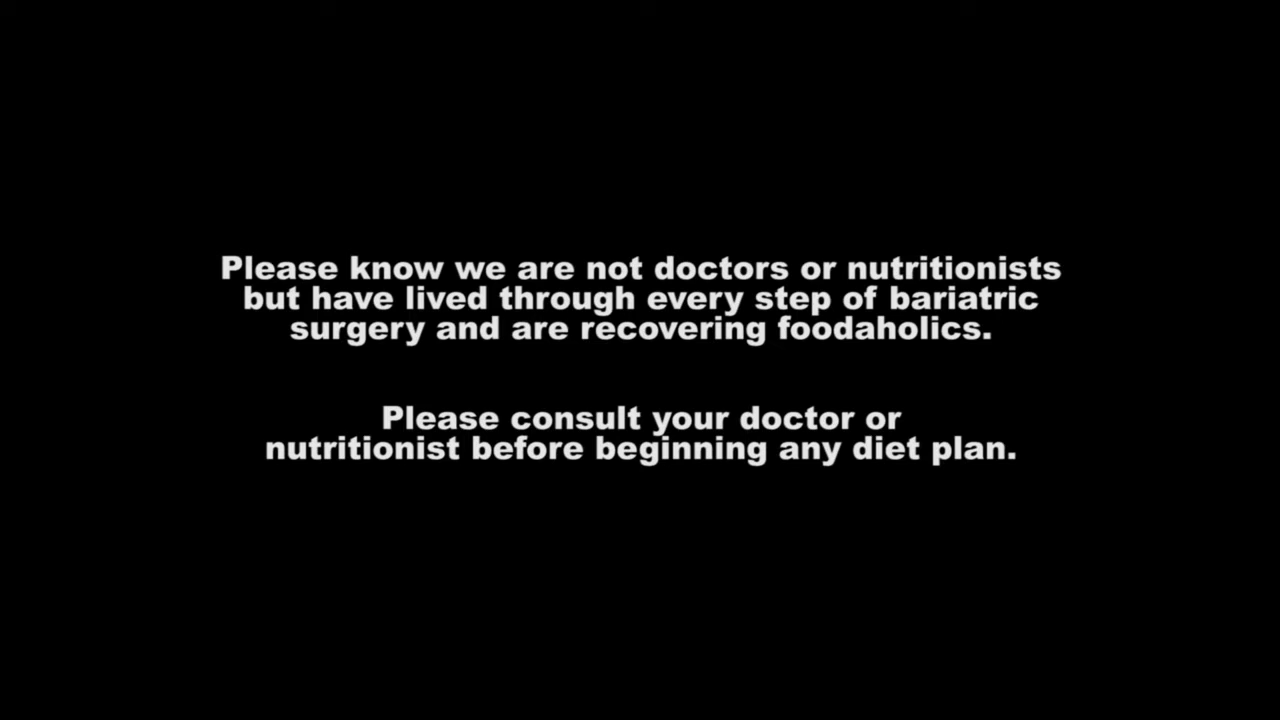 Please know we are not doctors or nutritionists
but have lived through every step of bariatric
surgery and are recovering foodaholics.
Please consult your doctor or
nutritionist before beginning any diet plan.